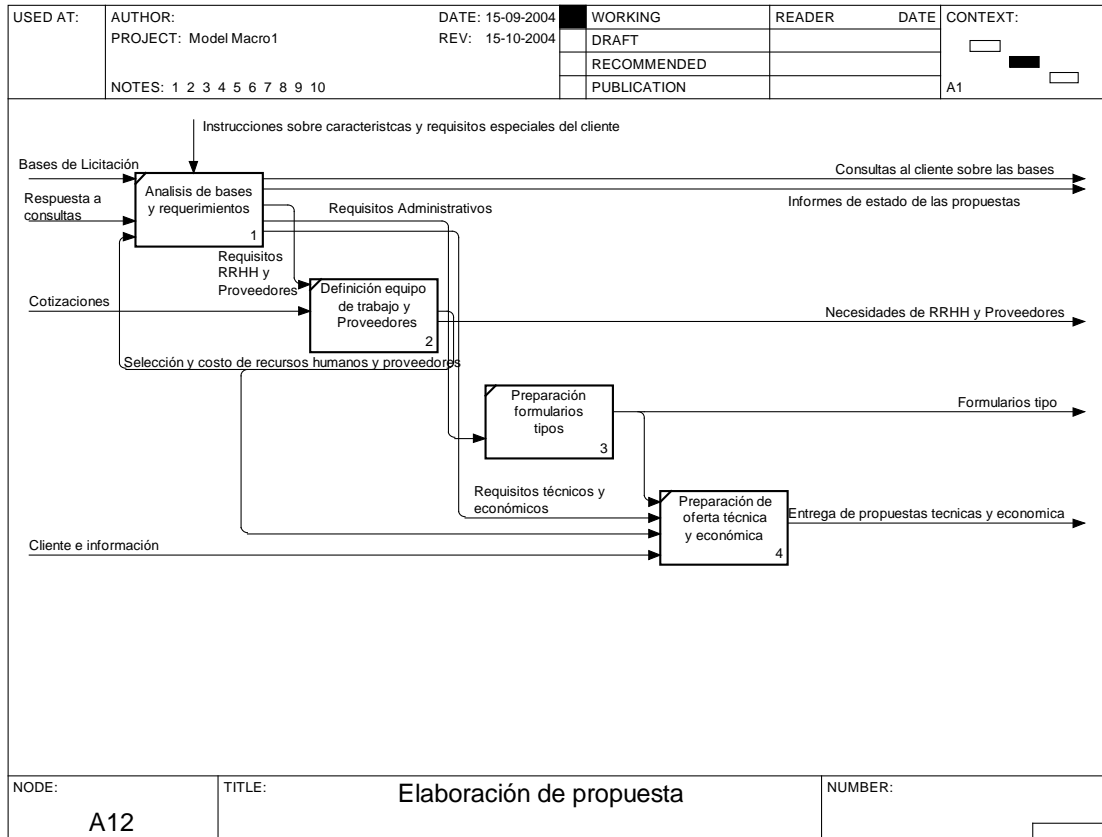 USED AT:
AUTHOR:
DATE: 15-09-2004
WORKING
READER
DATE
CONTEXT:
PROJECT: Model Macro1
REV: 15-10-2004
DRAFT
RECOMMENDED
NOTES: 1 2 3 4 5 6 7 8 9 10
PUBLICATION
A1
Instrucciones sobre caracteristcas y requisitos especiales del cliente
Bases de Licitación
Respuesta a
consultas
Analisis de bases
y requerimientos
1
Consultas al cliente sobre las bases
Informes de estado de las propuestas
Requisitos Administrativos
Requisitos
RRHH y
Proveedores
Cotizaciones
Definición equipo
de trabajo y
Proveedores
2
Necesidades de RRHH y Proveedores
Selección y costo de recursos humanos y proveedores
Preparación
formularios
tipos
3
Formularios tipo
Requisitos técnicos y
económicos
Preparación de
oferta técnica
y económica
4
Entrega de propuestas tecnicas y economica
Cliente e información
NODE:
A12
TITLE:
Elaboración de propuesta
NUMBER: